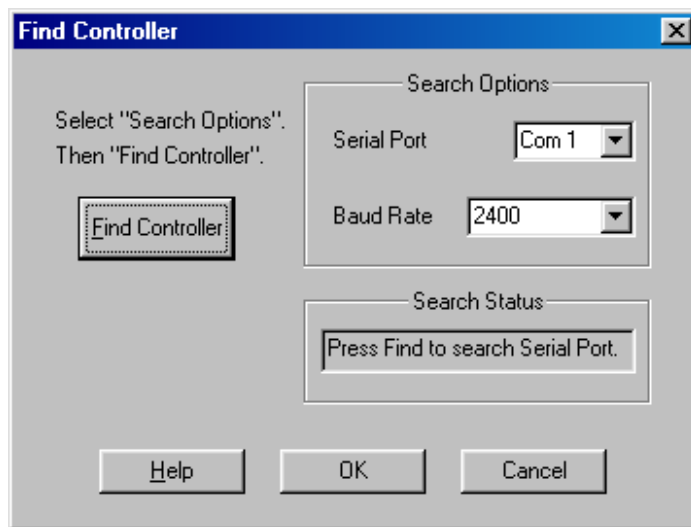 Find Controller
Select "Search Options".
Then "Find Controller".
Find Controller
Search Options
Serial Port
Com 1
Baud Rate
2400
Search Status
Press Find to search Serial Port.
Help
OK
Cancel